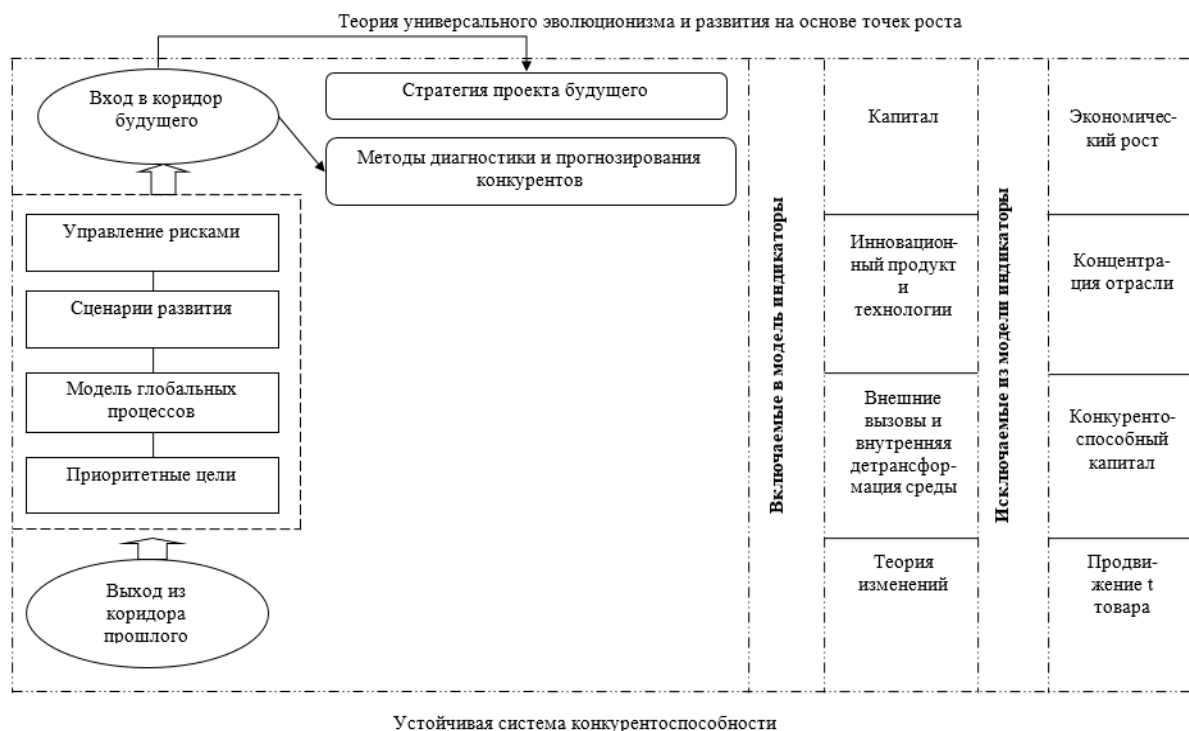 Теория универсального эволюционизма и развития на основе точек роста
Вход в коридор
будущего
Стратегия проекта будущего
Методы диагностики и прогнозирования
конкурентов
Управление рисками
Сценарии развития
Модель глобальных
процессов
Приоритетные цели
Выход из
коридора
прошлого
Включаемые в модель индикаторы
Капитал
Инновацион-
ный продукт
и
технологии
Внешние
вызовы и
внутренняя
детрансфор-
мация среды
Теория
изменений
Исключаемые из модели индикаторы
Экономичес-
кий рост
Концентра-
ция отрасли
Конкуренто-
способный
капитал
Продви-
жение t
товара
Устойчивая система конкурентоспособности